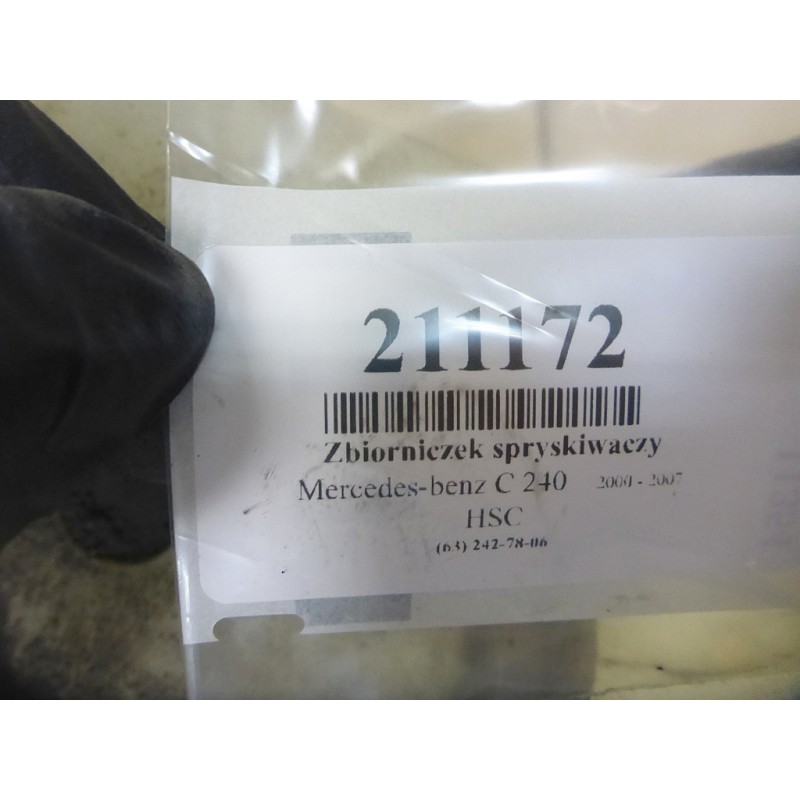 211172
Zbiorniczek spryskiwaczy
Mercedes-benz C 240 2000 - 2007
HSC
(63) 242-78-06